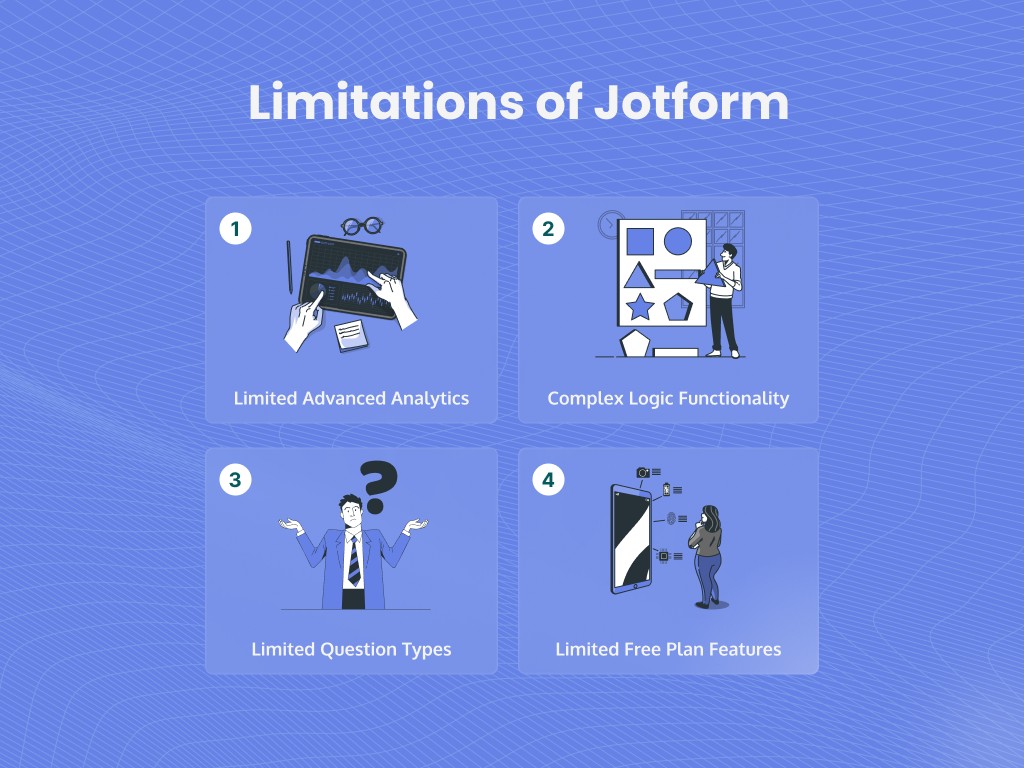 Limitations of Jotform
1
Limited Advanced Analytics
2
Complex Logic Functionality
3
?
Limited Question Types
4
Limited Free Plan Features